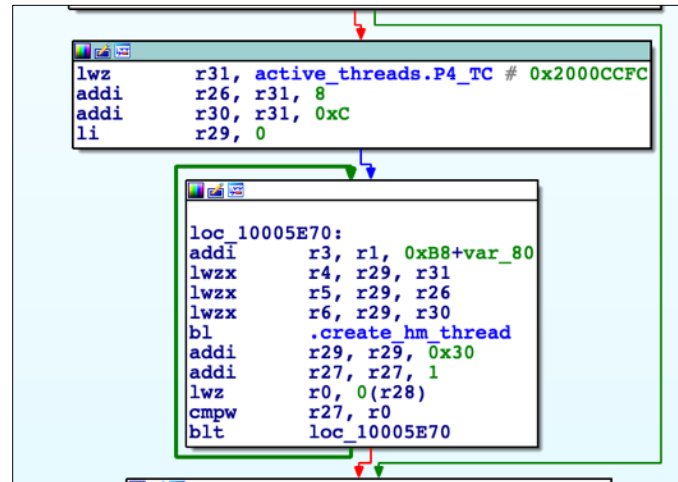 lwz r31, active_threads.P4_TC # 0x2000CCFC
addi r26, r31, 8
addi r30, r31, 0xC
li r29, 0
loc_10005E70:
addi r3, r1, 0xB8+var_80
lwzx r4, r29, r31
lwzx r5, r29, r26
lwzx r6, r29, r30
bl .create_hm_thread
addi r29, r29, 0x30
addi r27, r27, 1
lwz r0, 0(r28)
cmpw r27, r0
blt loc_10005E70